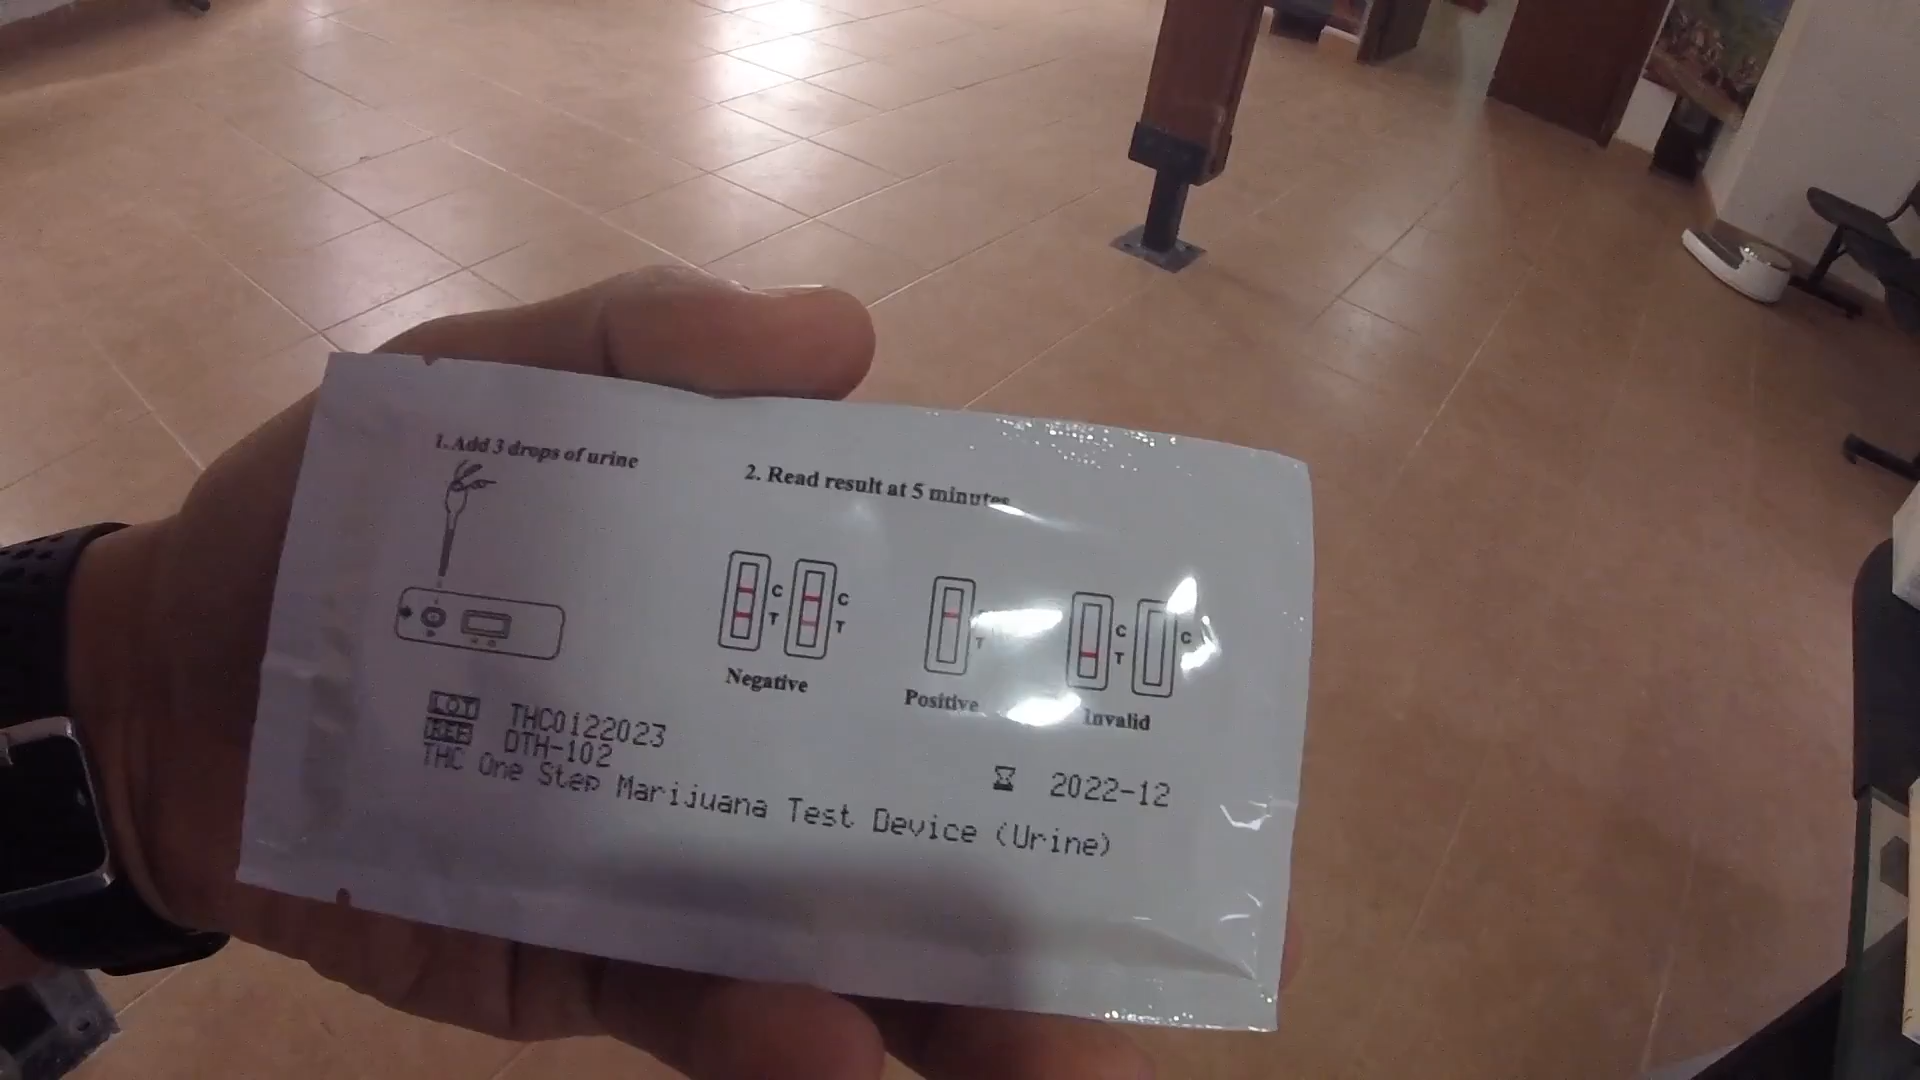 1. Add 3 drops of urine
2. Read result at 5 minutes
C C C C
T T T T
Negative
Positive
Invalid
LOT THC0122023
REF DTH-102
2022-12
THC One Step Marijuana Test Device (Urine)